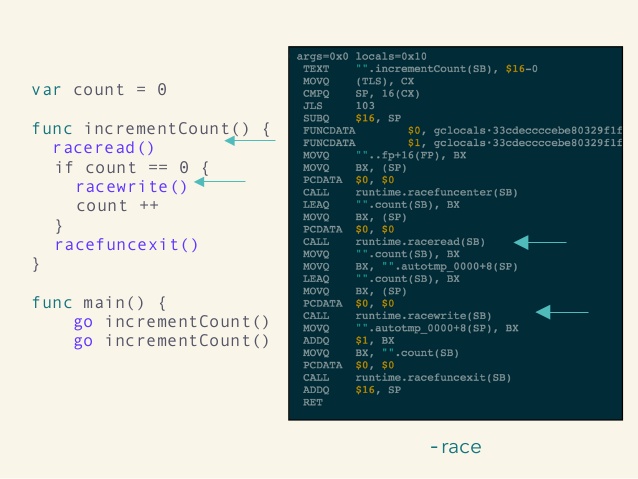 var count = 0
func incrementCount() {
raceread()
if count == 0 {
racewrite()
count ++
}
racefuncexit()
}
func main() {
go incrementCount()
go incrementCount()
args=0x0 locals=0x10
TEXT "".incrementCount(SB), $16-0
MOVQ (TLS), CX
CMPQ SP, 16(CX)
JLS 103
SUBQ $16, SP
FUNCDATA $0, gclocals·33cdeccccebe80329f1f
FUNCDATA $1, gclocals·33cdeccccebe80329f1f
MOVQ ""..fp+16(FP), BX
MOVQ BX, (SP)
PCDATA $0, $0
CALL runtime.racefuncenter(SB)
LEAQ "".count(SB), BX
MOVQ BX, (SP)
PCDATA $0, $0
CALL runtime.raceread(SB)
MOVQ "".count(SB), BX
MOVQ BX, "".autotmp_0000+8(SP)
LEAQ "".count(SB), BX
MOVQ BX, (SP)
PCDATA $0, $0
CALL runtime.racewrite(SB)
MOVQ "".autotmp_0000+8(SP), BX
ADDQ $1, BX
MOVQ BX, "".count(SB)
PCDATA $0, $0
CALL runtime.racefuncexit(SB)
ADDQ $16, SP
RET
-race